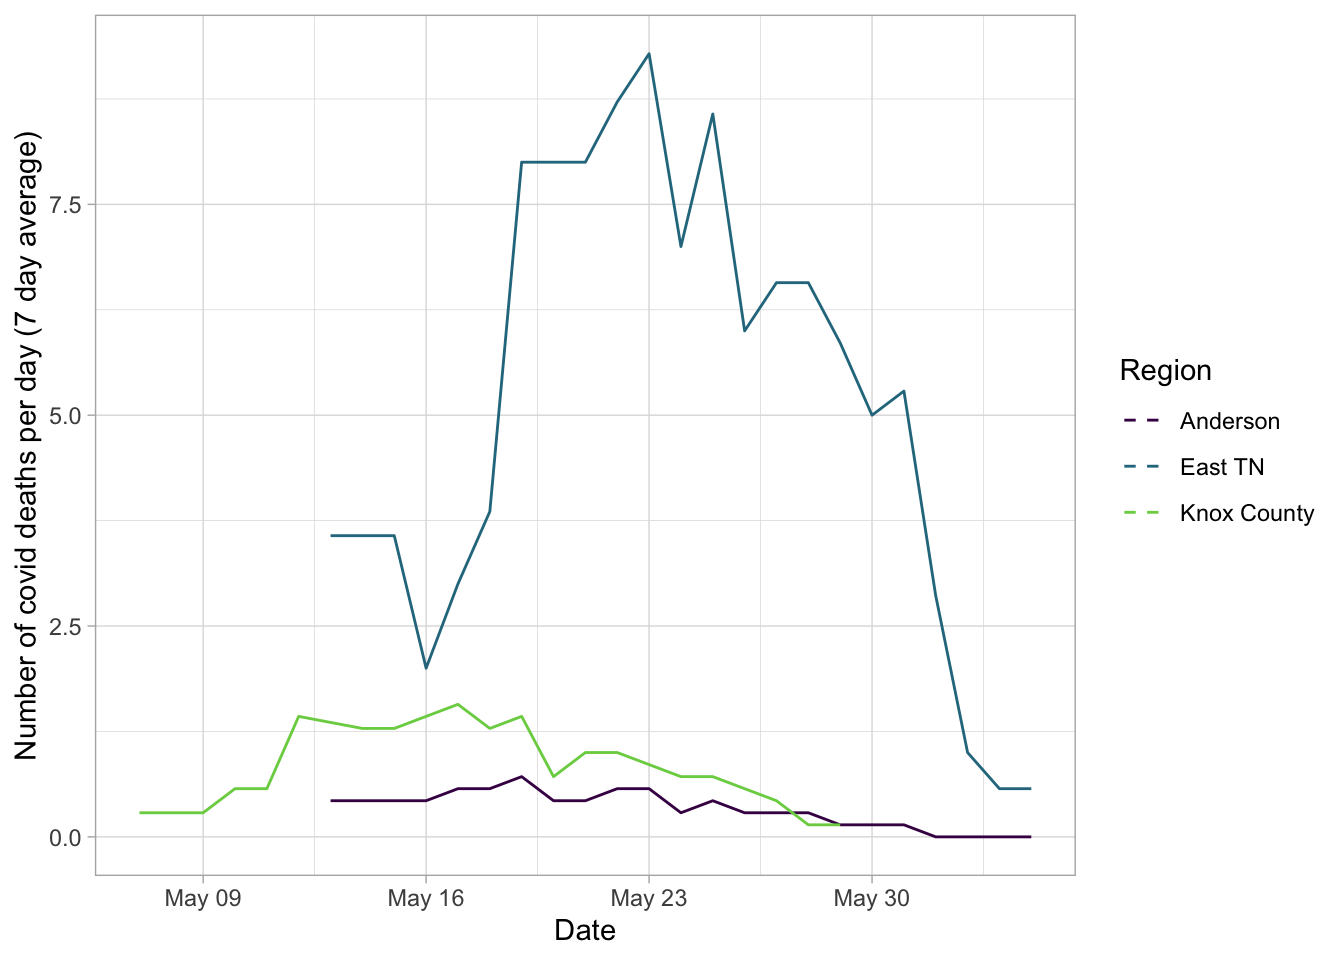 Number of covid deaths per day (7 day average)
7.5
5.0
2.5
0.0
May 09
May 16
May 23
May 30
Date
Region
Anderson
East TN
Knox County